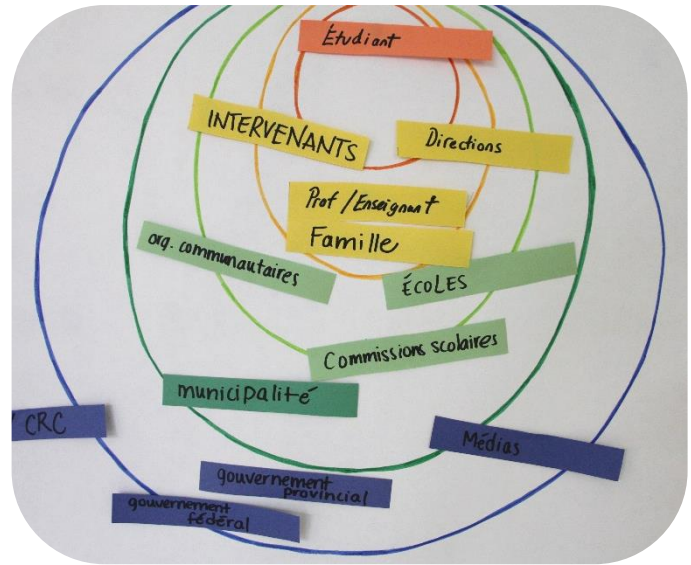 Étudiant
INTERVENANTS
Directions
Prof/Enseignant
Famille
org. communautaires
ÉCOLES
Commissions scolaires
municipalité
CRC
Médias
gouvernement
provincial
gouvernement
fédéral